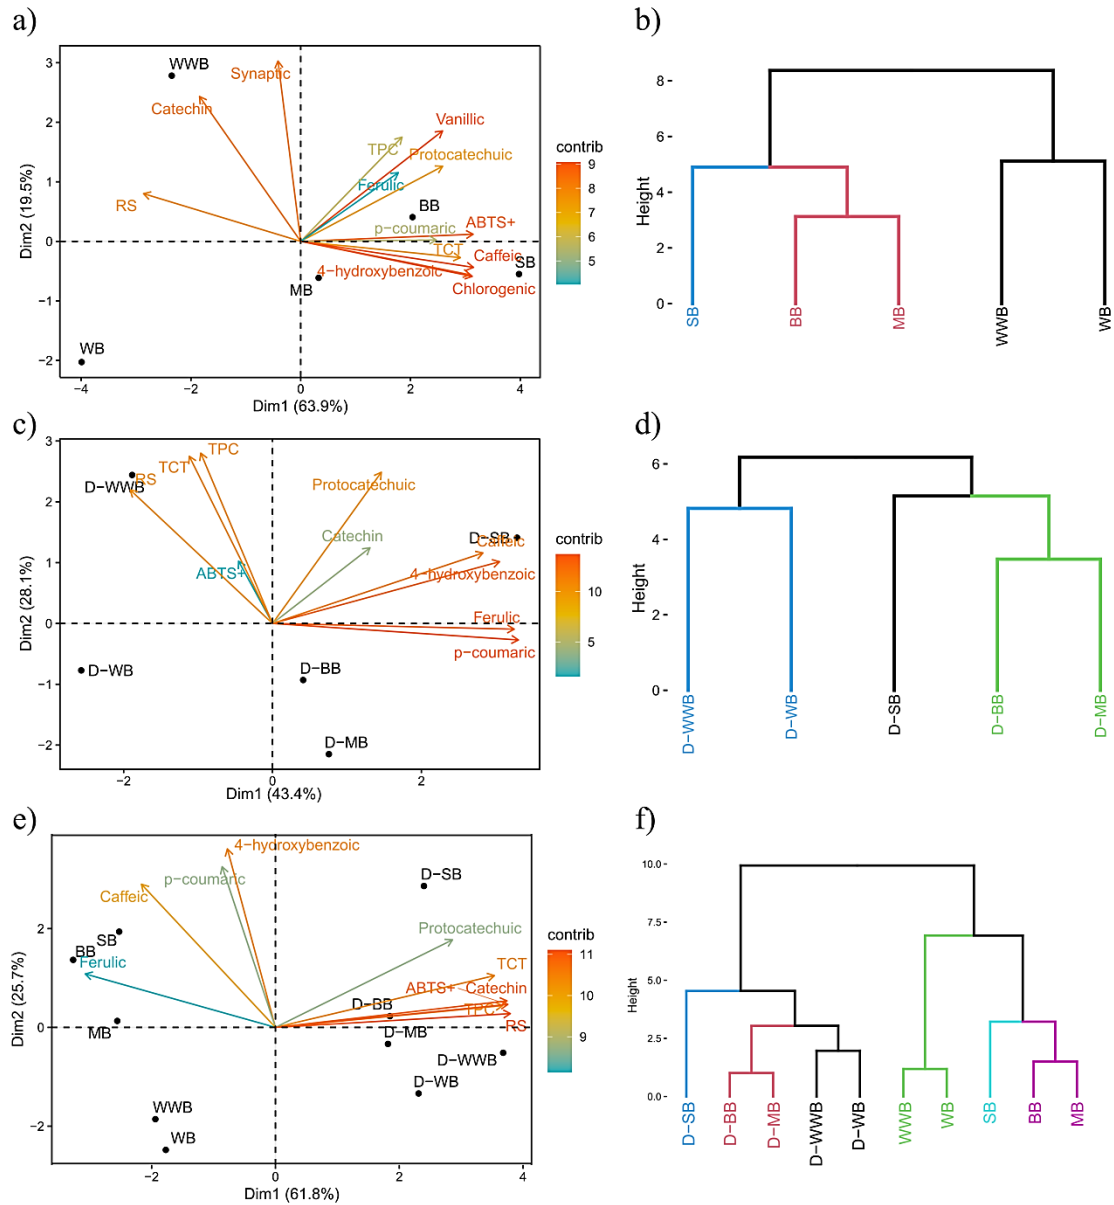 a)
WWB
Synaptic
Catechin
Vanillic
TPC
Protocatechuic
Ferulic
RS
BB
ABTS+
p−coumaric
TCT
Caffeic
SB
4−hydroxybenzoic
MB
Chlorogenic
WB
3
2
1
0
−1
−2
−4
−2
0
2
4
Dim1 (63.9%)
Dim2 (19.5%)
contrib
9
8
7
6
5
b)
Height
8
6
4
2
0
SB
BB
MB
WWB
WB
c)
TPC
TCT
RS
D−WWB
Protocatechuic
Catechin
D−SB
Caffeic
4−hydroxybenzoic
ABTS+
Ferulic
p−coumaric
D−WB
D−BB
D−MB
3
2
1
0
−1
−2
−2
0
2
Dim1 (43.4%)
Dim2 (28.1%)
contrib
10
5
d)
Height
6
4
2
0
D−WWB
D−WB
D−SB
D−BB
D−MB
e)
4−hydroxybenzoic
p−coumaric
Caffeic
D−SB
SB
BB
Ferulic
Protocatechuic
TCT
ABTS+
Catechin
D−BB
TPC
RS
MB
D−MB
D−WWB
D−WB
WWB
WB
2
0
−2
−2
0
2
4
Dim1 (61.8%)
Dim2 (25.7%)
contrib
11
10
9
f)
Height
10.0
7.5
5.0
2.5
0.0
D−SB
D−BB
D−MB
D−WWB
D−WB
WWB
WB
SB
BB
MB